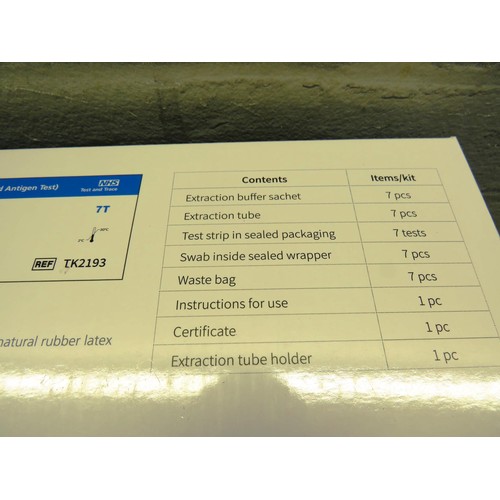 d Antigen Test)
NHS
Test and Trace
7T
30°C
2°C
REF TK2193
natural rubber latex
Contents Items/kit
Extraction buffer sachet 7 pcs
Extraction tube 7 pcs
Test strip in sealed packaging 7 tests
Swab inside sealed wrapper 7 pcs
Waste bag 7 pcs
Instructions for use 1 pc
Certificate 1 pc
Extraction tube holder 1 pc